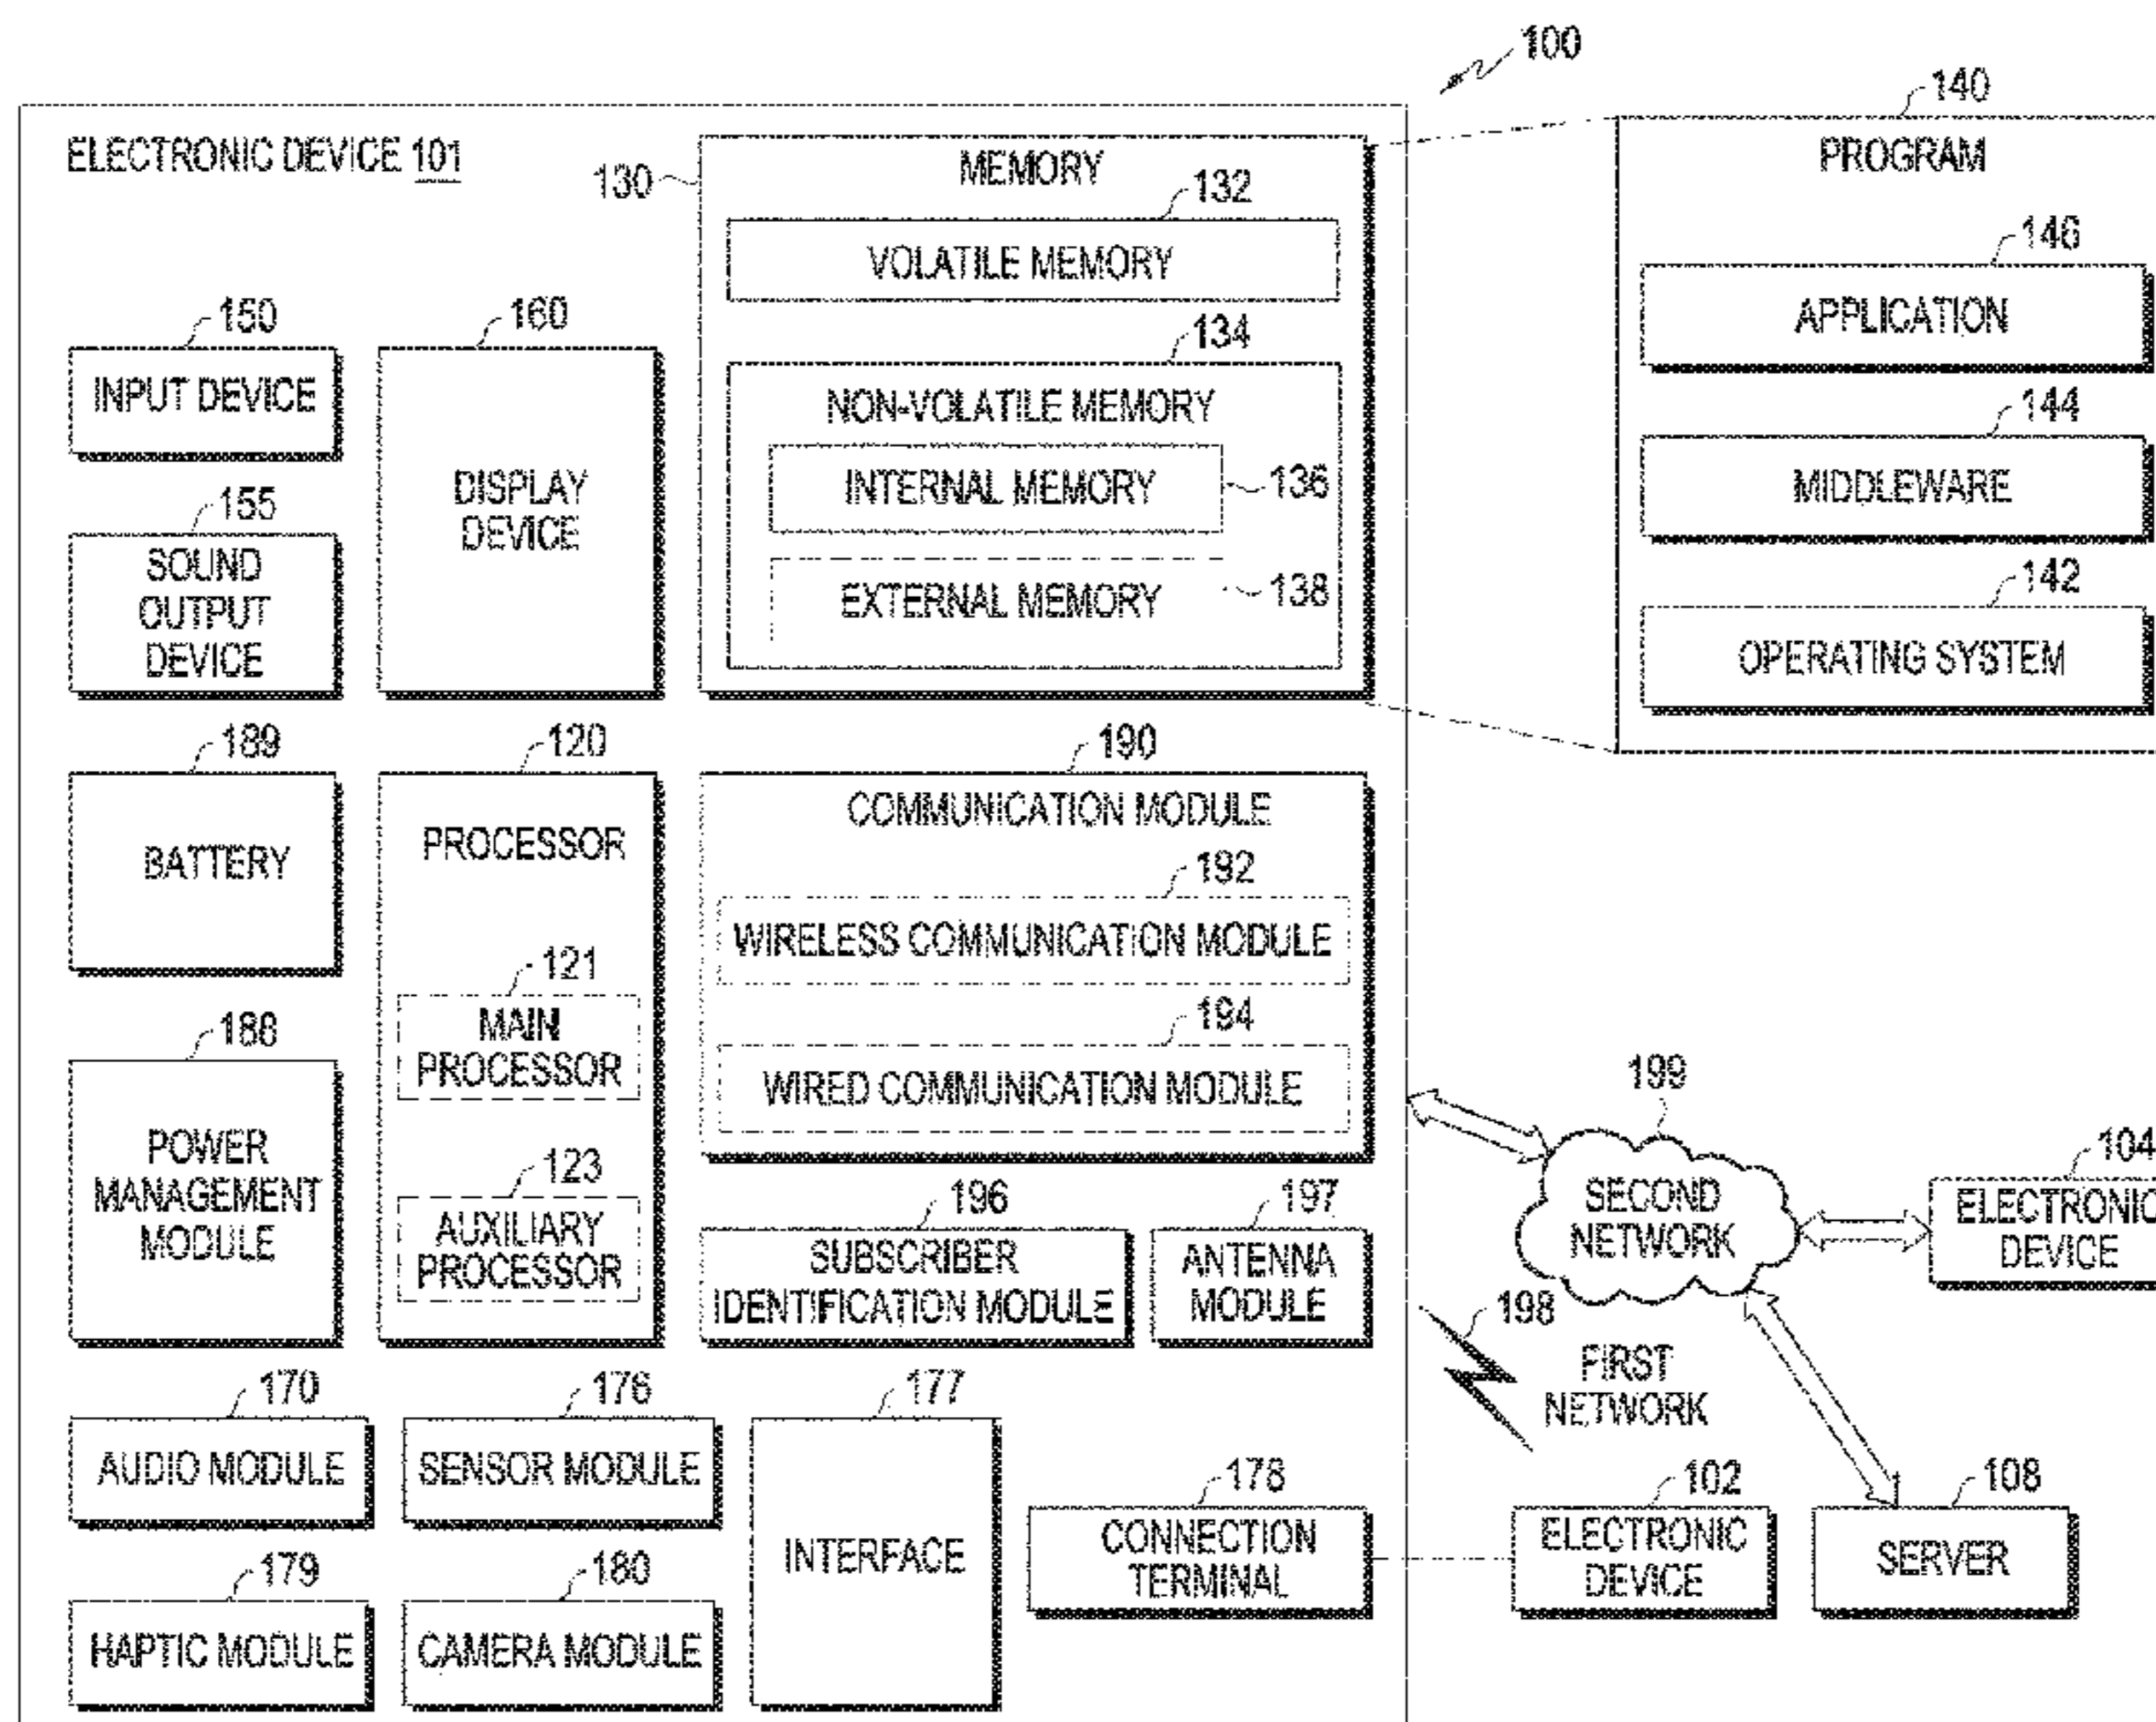 100
ELECTRONIC DEVICE 101
130
MEMORY
132
VOLATILE MEMORY
134
NON-VOLATILE MEMORY
INTERNAL MEMORY
136
EXTERNAL MEMORY
138
140
PROGRAM
146
APPLICATION
144
MIDDLEWARE
142
OPERATING SYSTEM
150
INPUT DEVICE
155
SOUND
OUTPUT
DEVICE
160
DISPLAY
DEVICE
189
BATTERY
188
POWER
MANAGEMENT
MODULE
120
PROCESSOR
121
MAIN
PROCESSOR
123
AUXILIARY
PROCESSOR
190
COMMUNICATION MODULE
192
WIRELESS COMMUNICATION MODULE
194
WIRED COMMUNICATION MODULE
196
SUBSCRIBER
IDENTIFICATION MODULE
197
ANTENNA
MODULE
199
SECOND
NETWORK
104
ELECTRONIC
DEVICE
198
FIRST
NETWORK
170
AUDIO MODULE
176
SENSOR MODULE
177
INTERFACE
178
CONNECTION
TERMINAL
102
ELECTRONIC
DEVICE
108
SERVER
179
HAPTIC MODULE
180
CAMERA MODULE